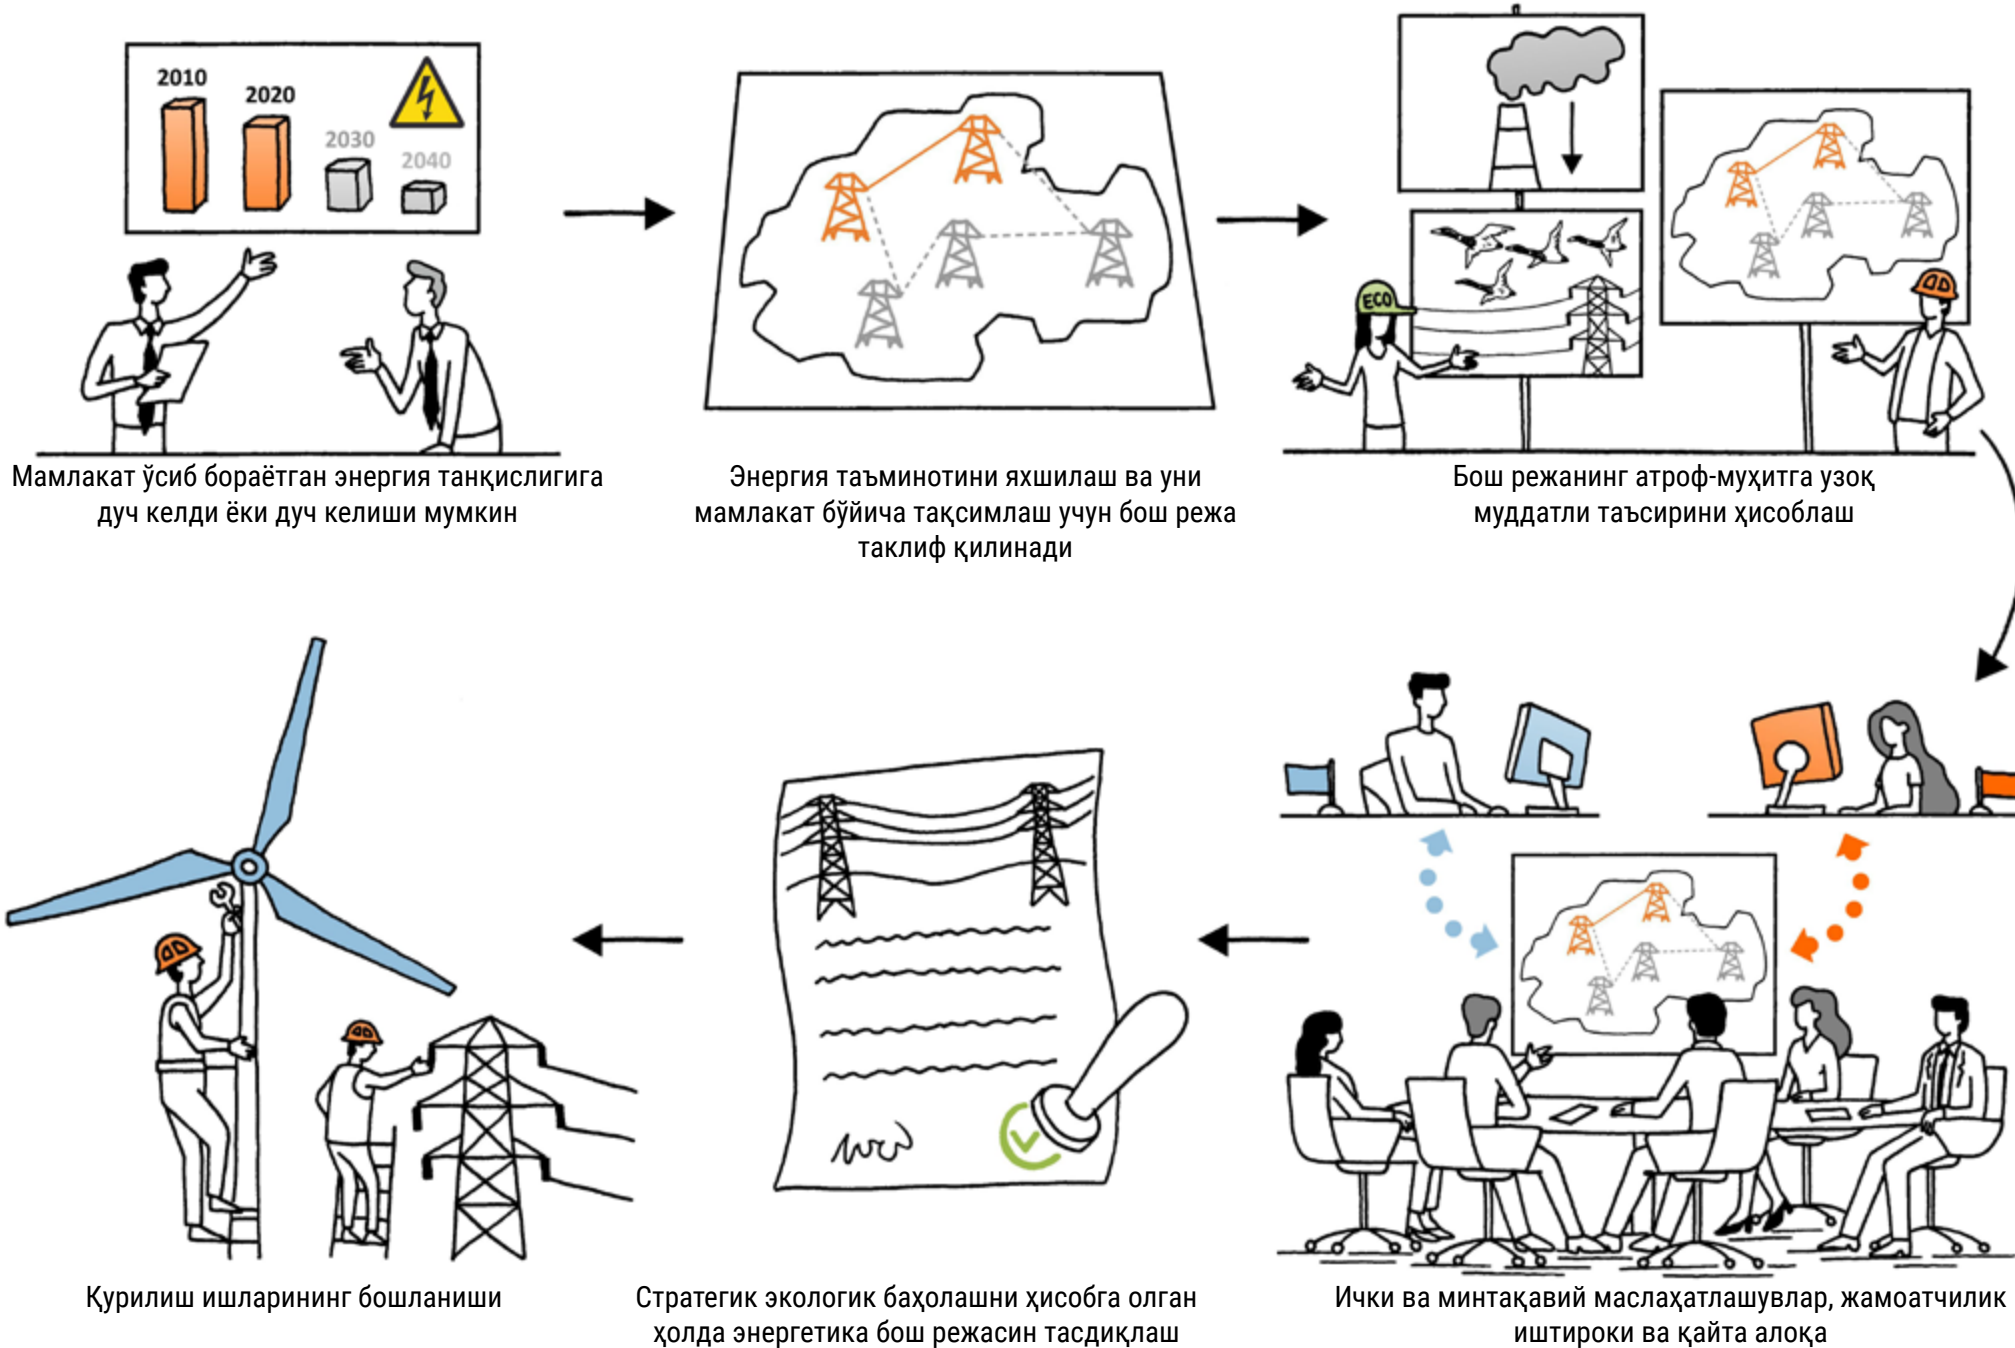 2010
2020
2030
2040
Мамлакат ўсиб бораётган энергия танқислигига
дуч келди ёки дуч келиши мумкин
Энергия таъминотини яхшилаш ва уни
мамлакат бўйича тақсимлаш учун бош режа
таклиф қилинади
ECO
Бош режанинг атроф-муҳитга узоқ
муддатли таъсирини ҳисоблаш
Ички ва минтақавий маслаҳатлашувлар, жамоатчилик
иштироки ва қайта алоқа
Стратегик экологик баҳолашни ҳисобга олган
ҳолда энергетика бош режасин тасдиқлаш
Қурилиш ишларининг бошланиши